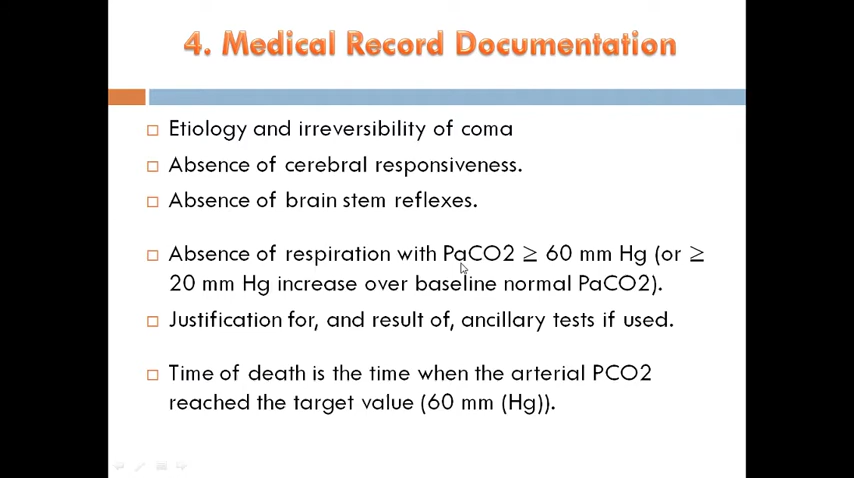 4. Medical Record Documentation
Etiology and irreversibility of coma
Absence of cerebral responsiveness.
Absence of brain stem reflexes.
Absence of respiration with PaCO2 ≥ 60 mm Hg (or ≥
20 mm Hg increase over baseline normal PaCO2).
Justification for, and result of, ancillary tests if used.
Time of death is the time when the arterial PCO2
reached the target value (60 mm (Hg)).